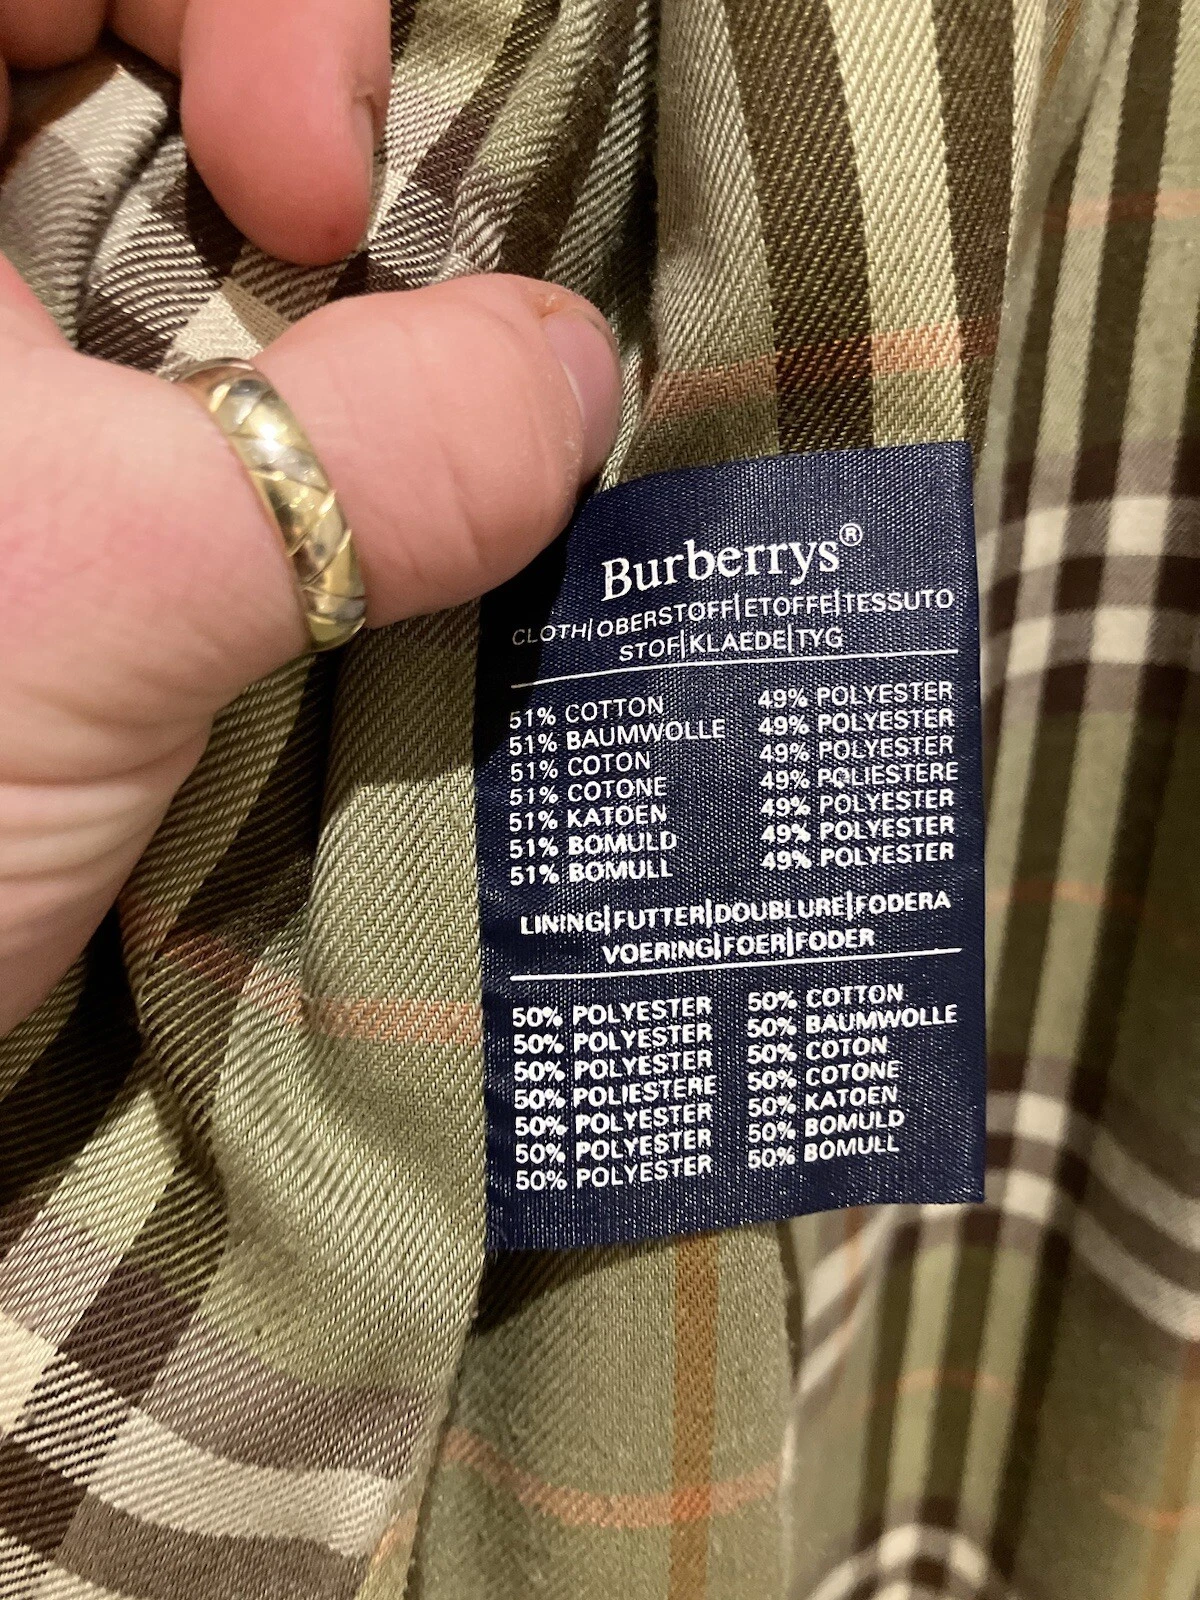 Burberrys®
CLOTH|OBERSTOFF|ETOFFE|TESSUTO
STOF|KLAEDE|TYG
51% COTTON 49% POLYESTER
51% BAUMWOLLE 49% POLYESTER
51% COTON 49% POLYESTER
51% COTONE 49% POLIESTERE
51% KATOEN 49% POLYESTER
51% BOMULD 49% POLYESTER
51% BOMULL 49% POLYESTER
LINING|FUTTER|DOUBLURE|FODERA
VOERING|FOER|FODER
50% POLYESTER 50% COTTON
50% POLYESTER 50% BAUMWOLLE
50% POLYESTER 50% COTON
50% POLIESTERE 50% COTONE
50% POLYESTER 50% KATOEN
50% POLYESTER 50% BOMULD
50% POLYESTER 50% BOMULL